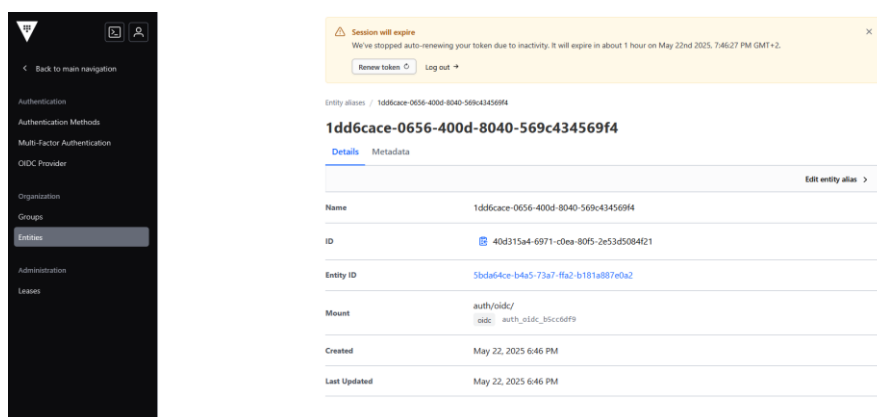 Back to main navigation
Authentication
Authentication Methods
Multi-Factor Authentication
OIDC Provider
Organization
Groups
Entities
Administration
Leases
Session will expire
We've stopped auto-renewing your token due to inactivity. It will expire in about 1 hour on May 22nd 2025, 7:46:27 PM GMT+2.
Renew token Log out
Entity aliases / 1dd6cace-0656-400d-8040-569c434569f4
1dd6cace-0656-400d-8040-569c434569f4
Details Metadata
Edit entity alias
Name 1dd6cace-0656-400d-8040-569c434569f4
ID 40d315a4-6971-c0ea-80f5-2e53d5084f21
Entity ID 5bda64ce-b4a5-73a7-ffa2-b181a887e0a2
Mount auth/oidc/
oidc auth_oidc_b5cc6df9
Created May 22, 2025 6:46 PM
Last Updated May 22, 2025 6:46 PM